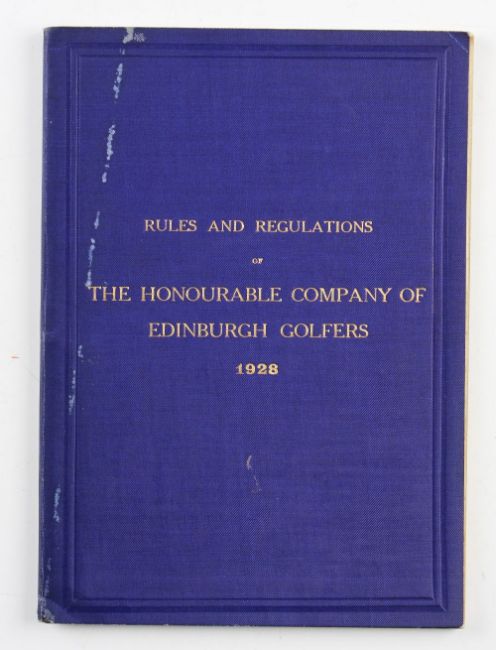 RULES AND REGULATIONS
OF
THE HONOURABLE COMPANY OF
EDINBURGH GOLFERS
1928